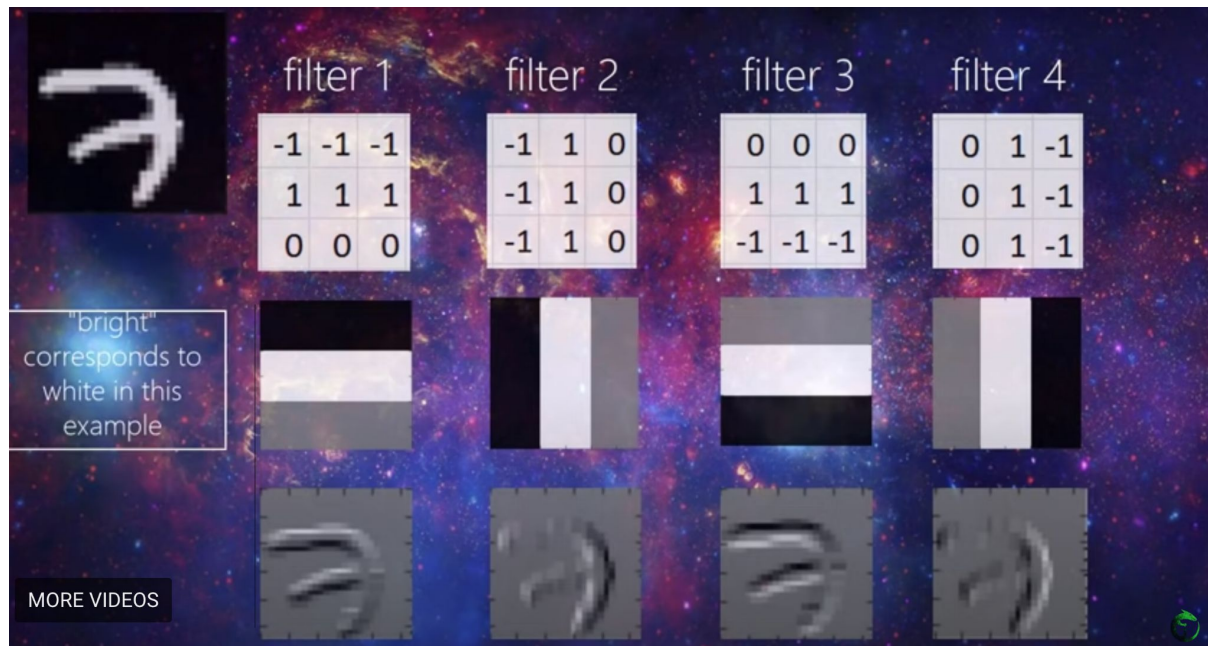 filter 1 filter 2 filter 3 filter 4
-1 -1 -1 -1 1 0 0 0 0 0 1 -1
1 1 1 -1 1 0 1 1 1 0 1 -1
0 0 0 -1 1 0 -1 -1 -1 0 1 -1
"bright"
corresponds to
white in this
example
MORE VIDEOS